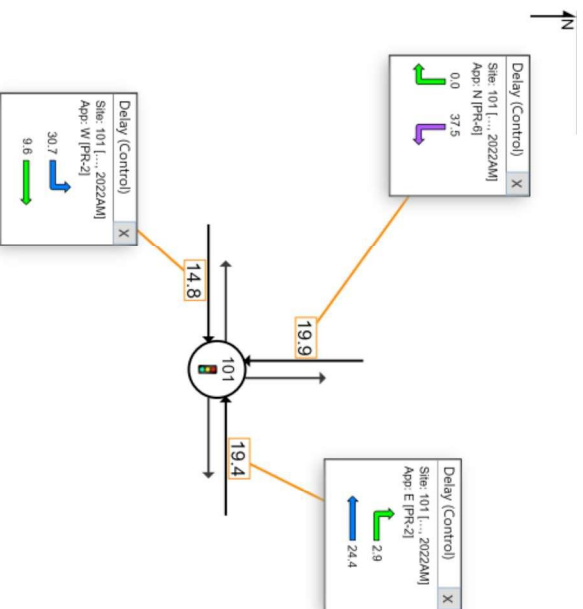 N
Delay (Control)
X
Site: 101 [..., 2022AM]
App: N [PR-6]
0.0
37.5
Delay (Control)
X
Site: 101 [..., 2022AM]
App: W [PR-2]
30.7
9.6
14.8
19.9
101
19.4
Delay (Control)
X
Site: 101 [..., 2022AM]
App: E [PR-2]
2.9
24.4